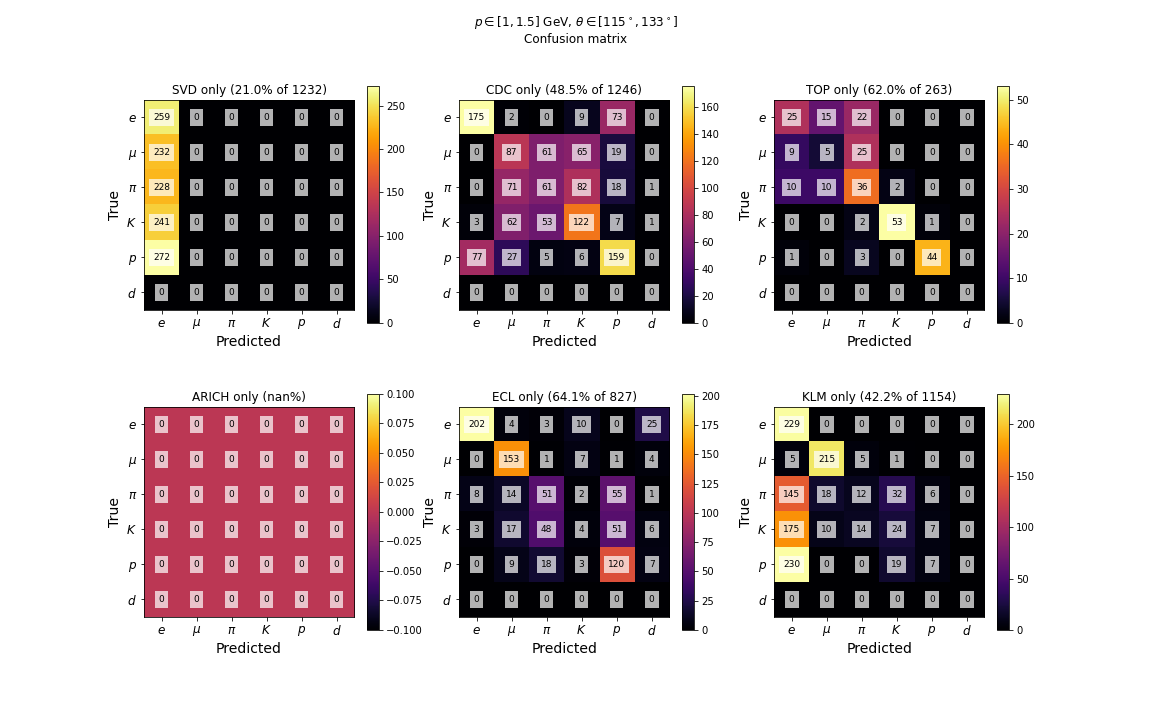 p ∈ [1, 1.5] GeV, θ ∈ [115°, 133°]
Confusion matrix
SVD only (21.0% of 1232)
True
e 259 0 0 0 0 0
μ 232 0 0 0 0 0
π 228 0 0 0 0 0
K 241 0 0 0 0 0
p 272 0 0 0 0 0
d 0 0 0 0 0 0
e μ π K p d
Predicted
250
200
150
100
50
0
CDC only (48.5% of 1246)
True
e 175 2 0 9 73 0
μ 0 87 61 65 19 0
π 0 71 61 82 18 1
K 3 62 53 122 7 1
p 77 27 5 6 159 0
d 0 0 0 0 0 0
e μ π K p d
Predicted
160
140
120
100
80
60
40
20
0
TOP only (62.0% of 263)
True
e 25 15 22 0 0 0
μ 9 5 25 0 0 0
π 10 10 36 2 0 0
K 0 0 2 53 1 0
p 1 0 3 0 44 0
d 0 0 0 0 0 0
e μ π K p d
Predicted
50
40
30
20
10
0
ARICH only (nan%)
True
e 0 0 0 0 0 0
μ 0 0 0 0 0 0
π 0 0 0 0 0 0
K 0 0 0 0 0 0
p 0 0 0 0 0 0
d 0 0 0 0 0 0
e μ π K p d
Predicted
0.100
0.075
0.050
0.025
0.000
−0.025
−0.050
−0.075
−0.100
ECL only (64.1% of 827)
True
e 202 4 3 10 0 25
μ 0 153 1 7 1 4
π 8 14 51 2 55 1
K 3 17 48 4 51 6
p 0 9 18 3 120 7
d 0 0 0 0 0 0
e μ π K p d
Predicted
200
175
150
125
100
75
50
25
0
KLM only (42.2% of 1154)
True
e 229 0 0 0 0 0
μ 5 215 5 1 0 0
π 145 18 12 32 6 0
K 175 10 14 24 7 0
p 230 0 0 19 7 0
d 0 0 0 0 0 0
e μ π K p d
Predicted
200
150
100
50
0